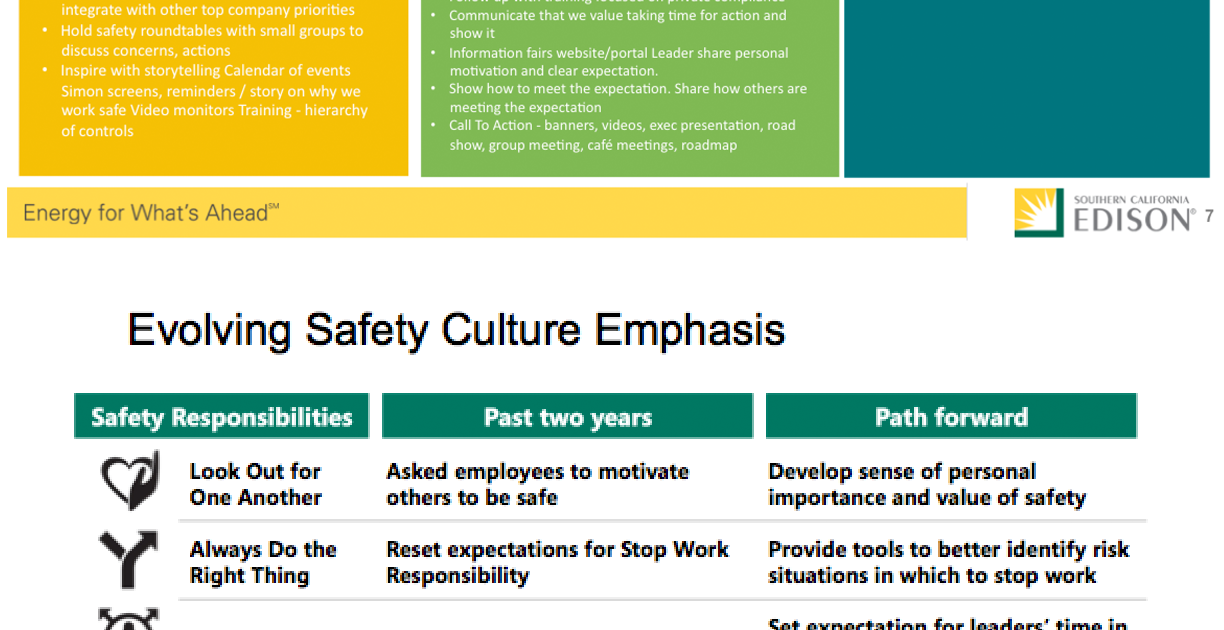 integrate with other top company priorities
• Hold safety roundtables with small groups to
discuss concerns, actions
• Inspire with storytelling Calendar of events
Simon screens, reminders / story on why we
work safe Video monitors Training - hierarchy
of controls
• Communicate that we value taking time for action and
show it
• Information fairs website/portal Leader share personal
motivation and clear expectation.
• Show how to meet the expectation. Share how others are
meeting the expectation
• Call To Action - banners, videos, exec presentation, road
show, group meeting, café meetings, roadmap
Energy for What's Ahead℠
SOUTHERN CALIFORNIA
EDISON®
7
Evolving Safety Culture Emphasis
Safety Responsibilities
Past two years
Path forward
Look Out for
One Another
Asked employees to motivate
others to be safe
Develop sense of personal
importance and value of safety
Always Do the
Right Thing
Reset expectations for Stop Work
Responsibility
Provide tools to better identify risk
situations in which to stop work
Set expectation for leaders' time in